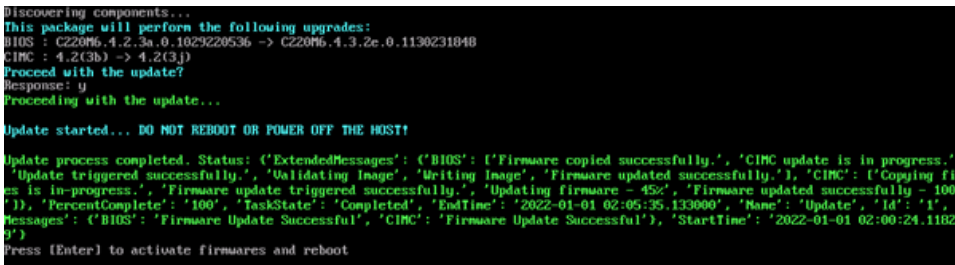 Discovering components...
This package will perform the following upgrades:
BIOS : C220M6.4.2.3a.0.1029220536 -> C220M6.4.3.2e.0.1130231848
CIMC : 4.2(3b) -> 4.2(3j)
Proceed with the update?
Response: y
Proceeding with the update...
Update started... DO NOT REBOOT OR POWER OFF THE HOST!
Update process completed. Status: {'ExtendedMessages': {'BIOS': ['Firmware copied successfully.', 'CIMC update is in progress.'
 'Update triggered successfully.', 'Validating Image', 'Writing Image', 'Firmware updated successfully.'], 'CIMC': ['Copying fi
es is in-progress.', 'Firmware update triggered successfully.', 'Updating firmware - 45%', 'Firmware updated successfully - 100
']}, 'PercentComplete': '100', 'TaskState': 'Completed', 'EndTime': '2022-01-01 02:05:35.133000', 'Name': 'Update', 'Id': '1',
Messages': {'BIOS': 'Firmware Update Successful', 'CIMC': 'Firmware Update Successful'}, 'StartTime': '2022-01-01 02:00:24.1182
9'}
Press [Enter] to activate firmwares and reboot